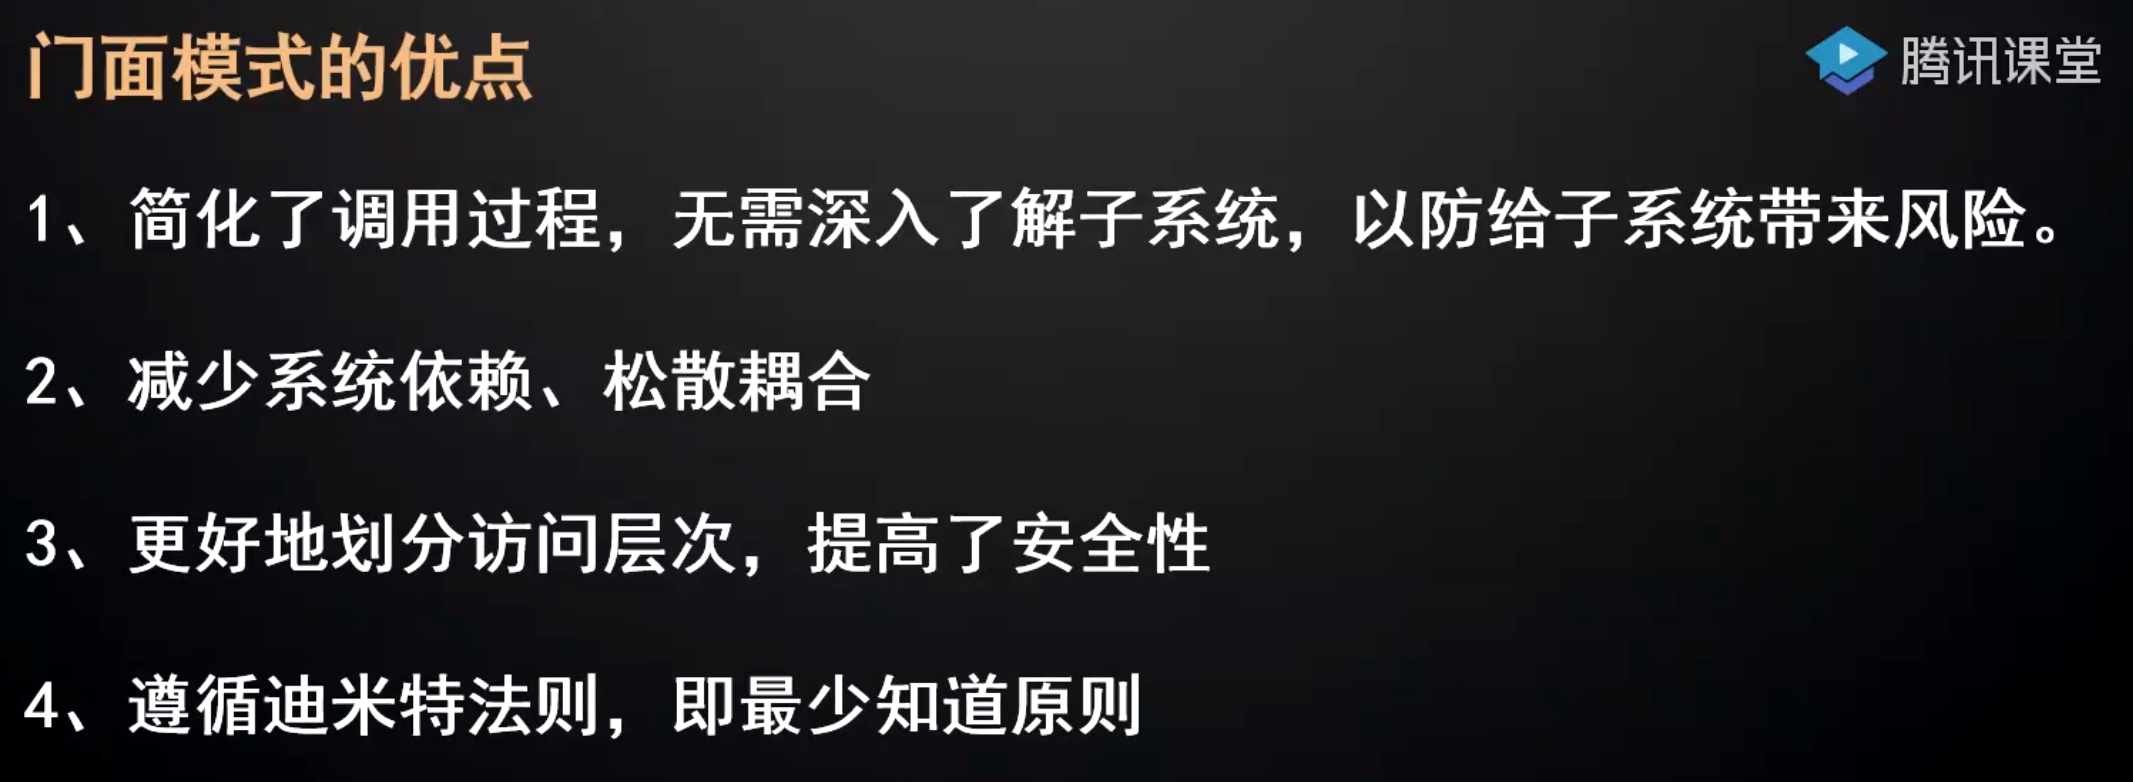 门面模式的优点
腾讯课堂
1、简化了调用过程，无需深入了解子系统，以防给子系统带来风险。
2、减少系统依赖、松散耦合
3、更好地划分访问层次，提高了安全性
4、遵循迪米特法则，即最少知道原则